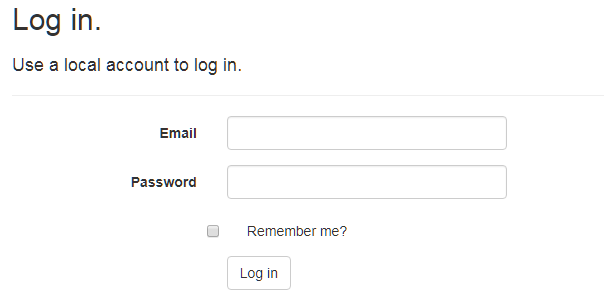 Log in.
Use a local account to log in.
Email
Password
Remember me?
Log in